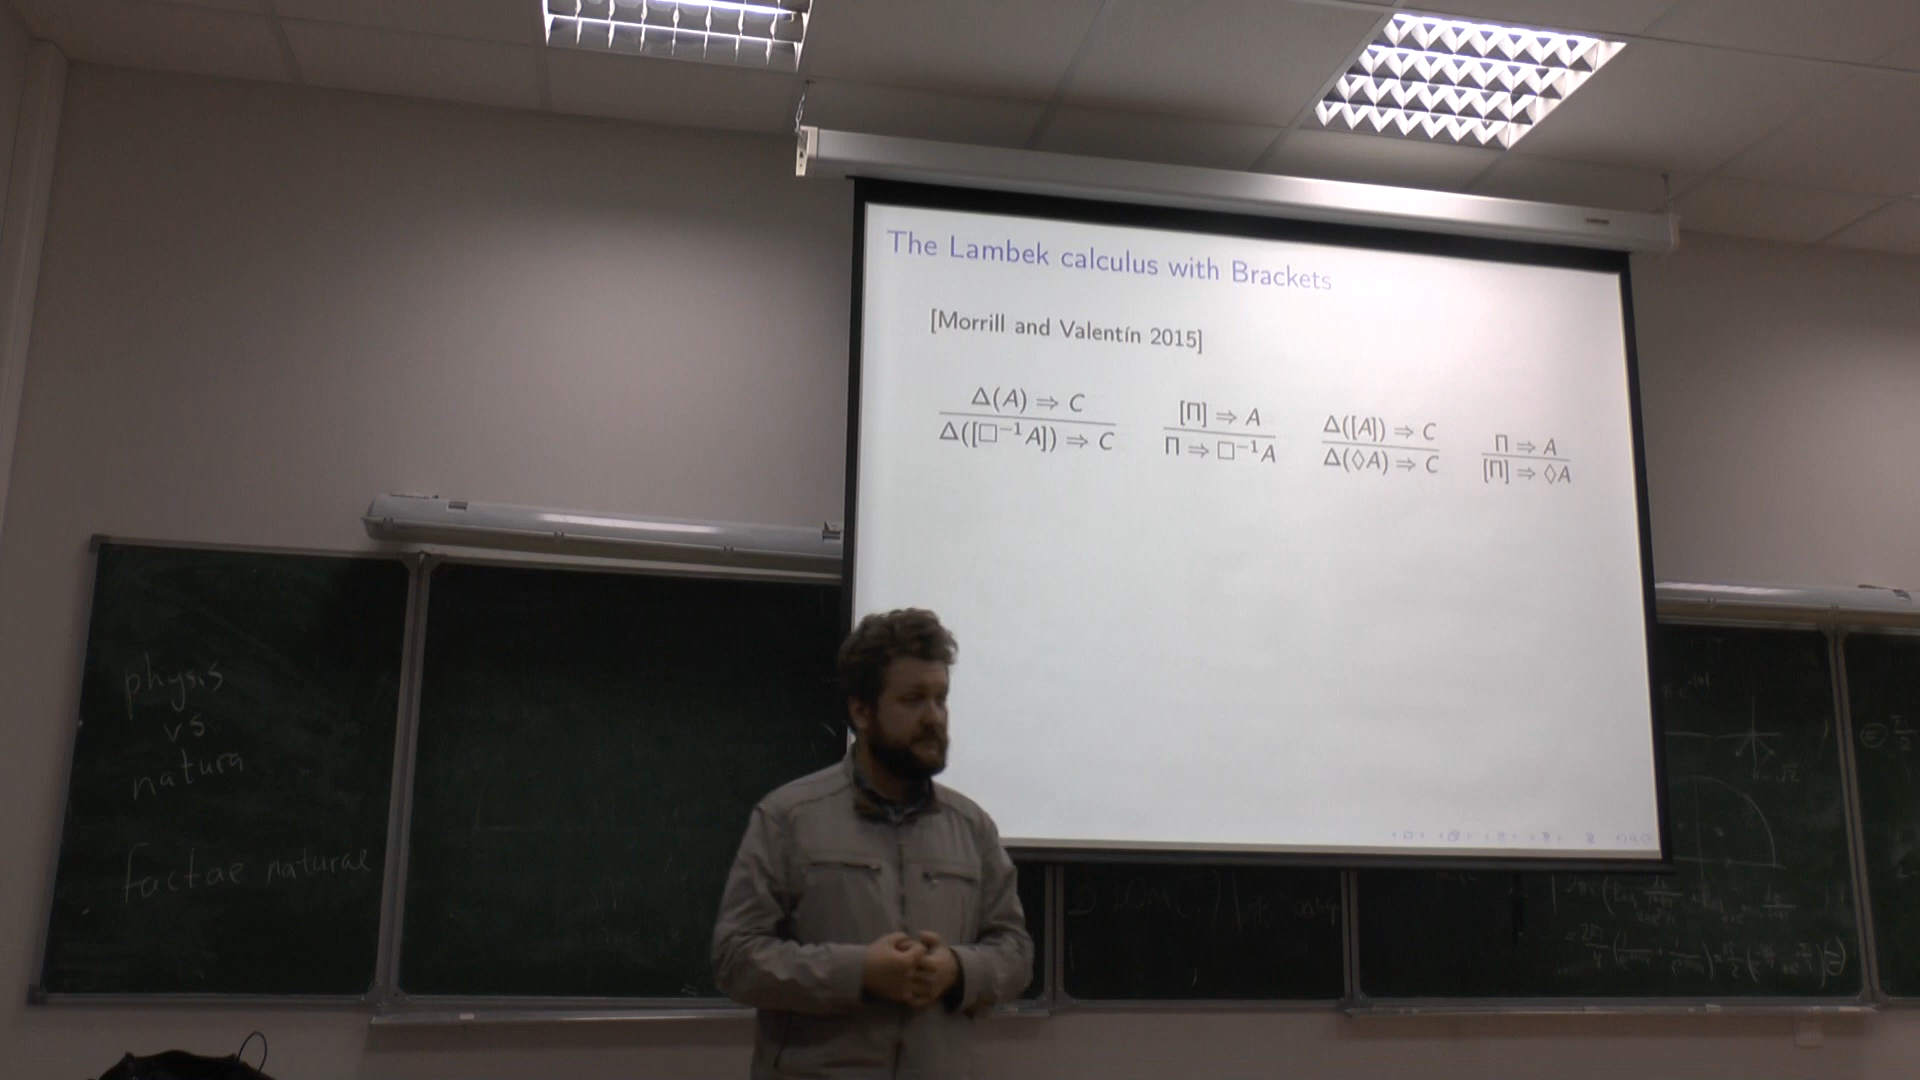 The Lambek calculus with Brackets
[Morrill and Valentín 2015]
Δ(A) ⇒ C
Δ([□⁻¹A]) ⇒ C
[Π] ⇒ A
Π ⇒ □⁻¹A
Δ([A]) ⇒ C
Δ(◊A) ⇒ C
Π ⇒ A
[Π] ⇒ ◊A
physis
vs
natura
factae naturae